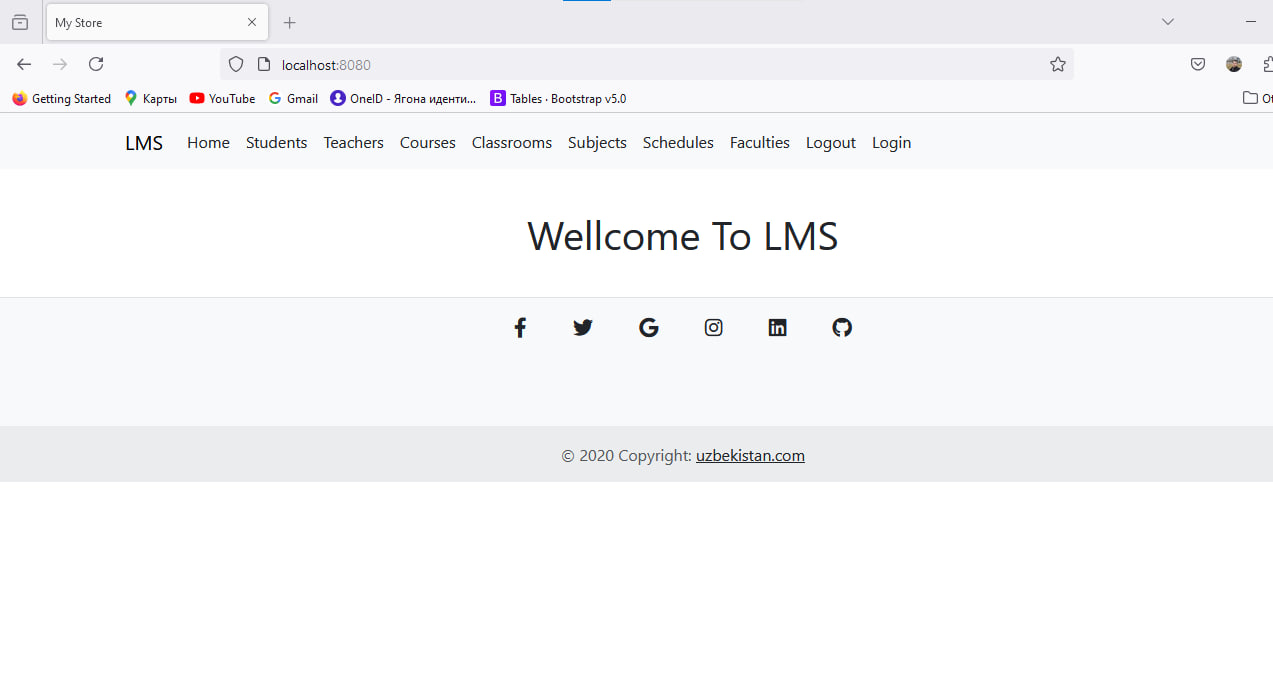 My Store
localhost:8080
Getting Started Карты YouTube Gmail OneID - Ягона иденти... Tables · Bootstrap v5.0
LMS Home Students Teachers Courses Classrooms Subjects Schedules Faculties Logout Login
Wellcome To LMS
© 2020 Copyright: uzbekistan.com